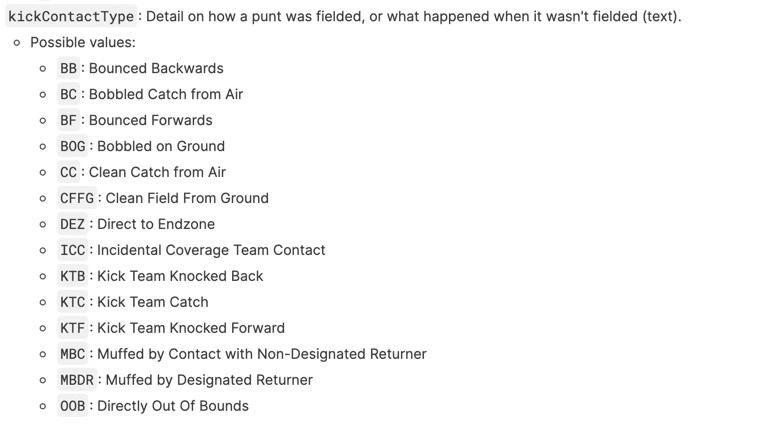 kickContactType : Detail on how a punt was fielded, or what happened when it wasn't fielded (text).
Possible values:
BB : Bounced Backwards
BC : Bobbled Catch from Air
BF : Bounced Forwards
BOG : Bobbled on Ground
CC : Clean Catch from Air
CFFG : Clean Field From Ground
DEZ : Direct to Endzone
ICC : Incidental Coverage Team Contact
KTB : Kick Team Knocked Back
KTC : Kick Team Catch
KTF : Kick Team Knocked Forward
MBC : Muffed by Contact with Non-Designated Returner
MBDR : Muffed by Designated Returner
OOB : Directly Out Of Bounds